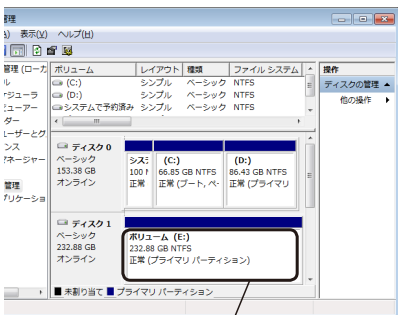 管理
表示(V) ヘルプ(H)
管理 (ローカ
ボリューム レイアウト 種類 ファイル システム
(C:) シンプル ベーシック NTFS
(D:) シンプル ベーシック NTFS
システムで予約済み シンプル ベーシック NTFS
ディスク 0
ベーシック
153.38 GB
オンライン
シス
100 M
正常
(C:)
66.85 GB NTFS
正常 (ブート, ペー
(D:)
86.43 GB NTFS
正常 (プライマリ
ディスク 1
ベーシック
232.88 GB
オンライン
ボリューム (E:)
232.88 GB NTFS
正常 (プライマリ パーティション)
未割り当て プライマリ パーティション
操作
ディスクの管理
他の操作